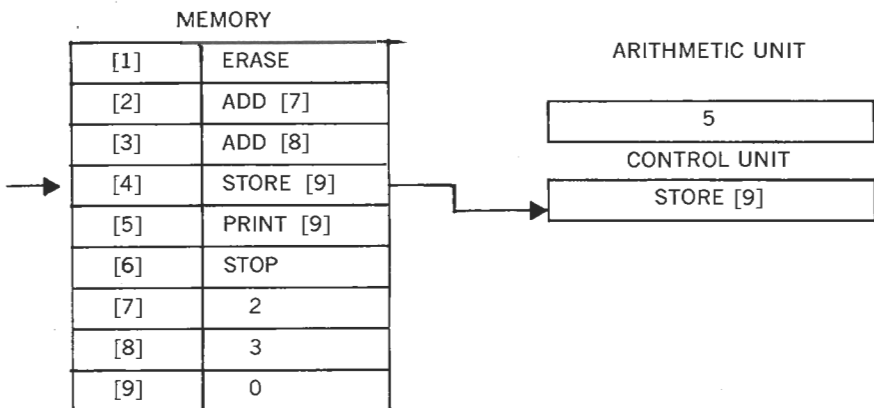 MEMORY
[1] ERASE
[2] ADD [7]
[3] ADD [8]
[4] STORE [9]
[5] PRINT [9]
[6] STOP
[7] 2
[8] 3
[9] 0
ARITHMETIC UNIT
5
CONTROL UNIT
STORE [9]